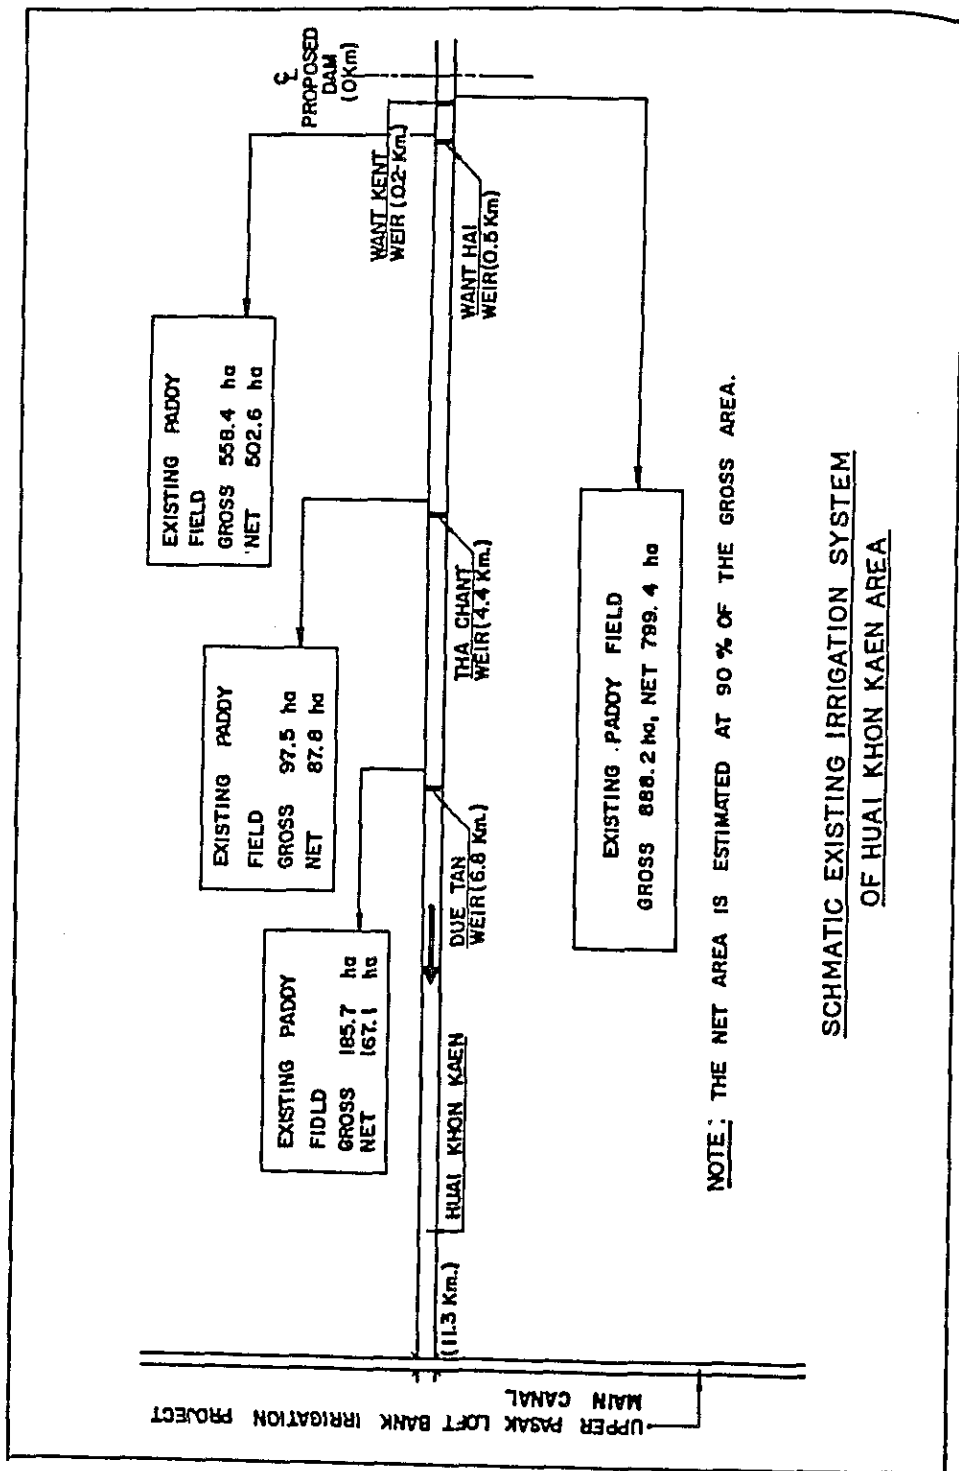 ℄
PROPOSED
DAM
(0Km)
WANT KENT
WEIR (0.2-Km.)
WANT HAI
WEIR(0.5 Km)
EXISTING PADDY
FIELD
GROSS 558.4 ha
NET 502.6 ha
THA CHANT
WEIR(4.4 Km.)
EXISTING PADDY
FIELD
GROSS 97.5 ha
NET 87.8 ha
DUE TAN
WEIR(6.8 Km.)
EXISTING PADDY
FIDLD
GROSS 185.7 ha
NET 167.1 ha
HUAI KHON KAEN
(11.3 Km.)
UPPER PASAK LOFT BANK IRRIGATION PROJECT
MAIN CANAL
EXISTING PADDY FIELD
GROSS 888.2 ha, NET 799.4 ha
NOTE: THE NET AREA IS ESTIMATED AT 90% OF THE GROSS AREA.
SCHMATIC EXISTING IRRIGATION SYSTEM
OF HUAI KHON KAEN AREA